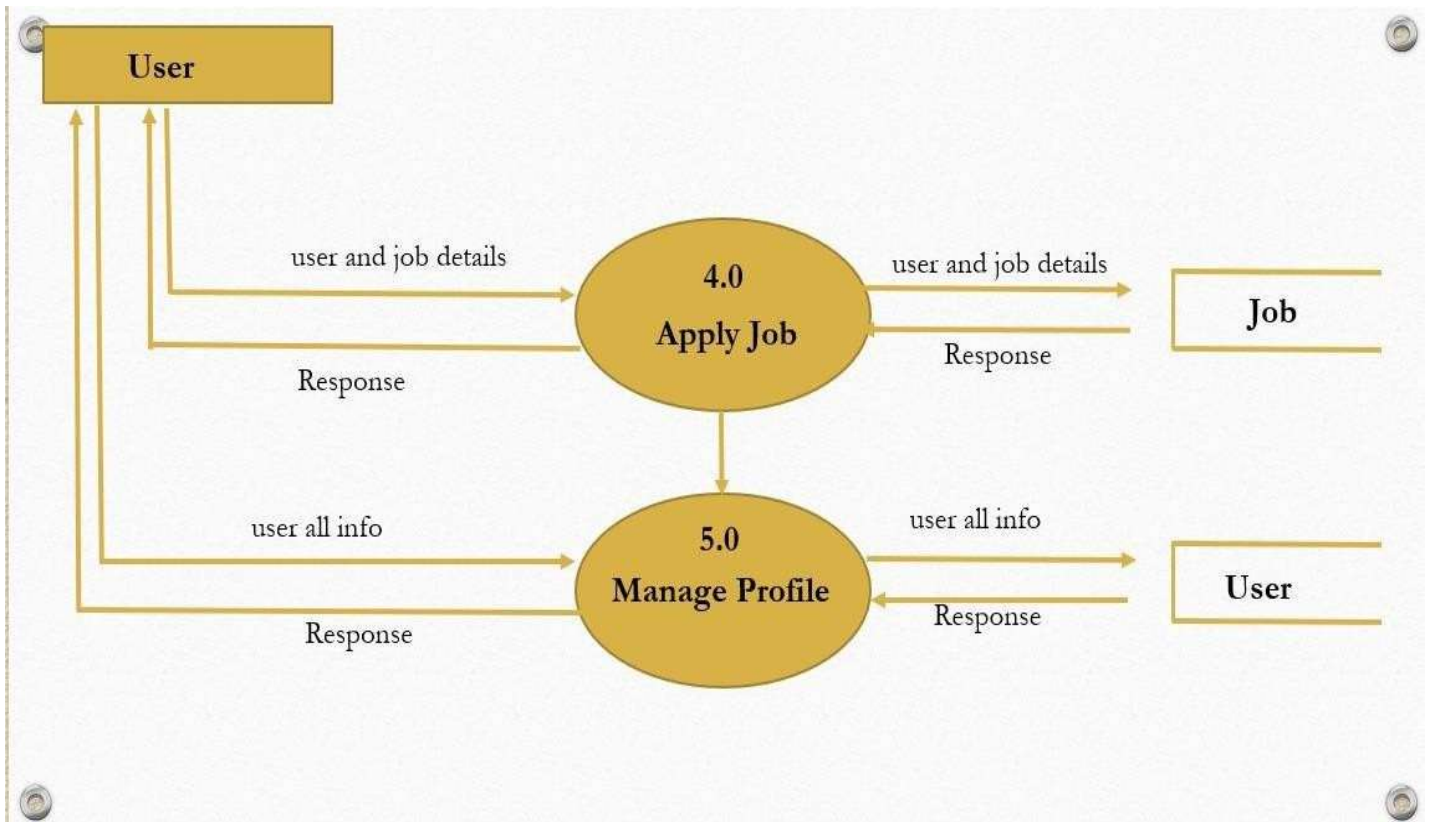 User
user and job details
4.0
Apply Job
user and job details
Job
Response
Response
user all info
5.0
Manage Profile
user all info
User
Response
Response